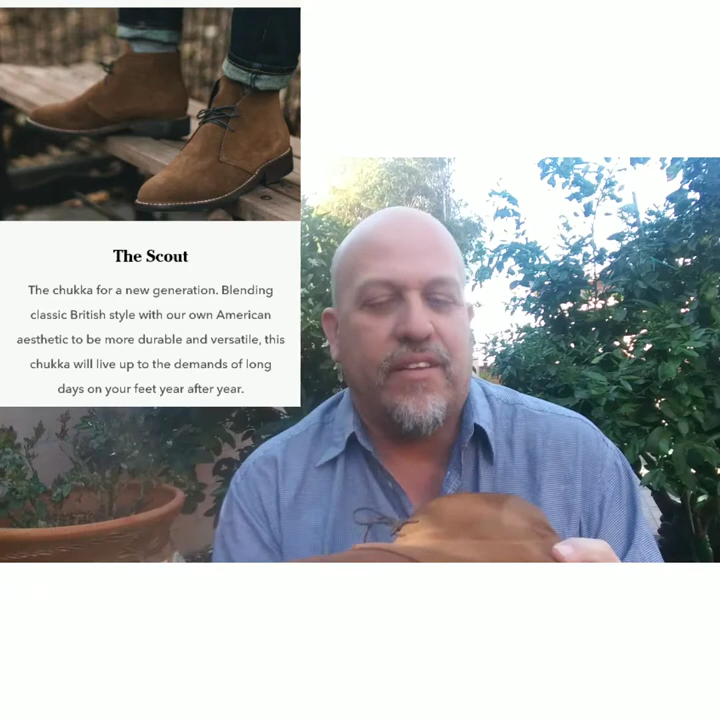 The Scout
The chukka for a new generation. Blending
classic British style with our own American
aesthetic to be more durable and versatile, this
chukka will live up to the demands of long
days on your feet year after year.